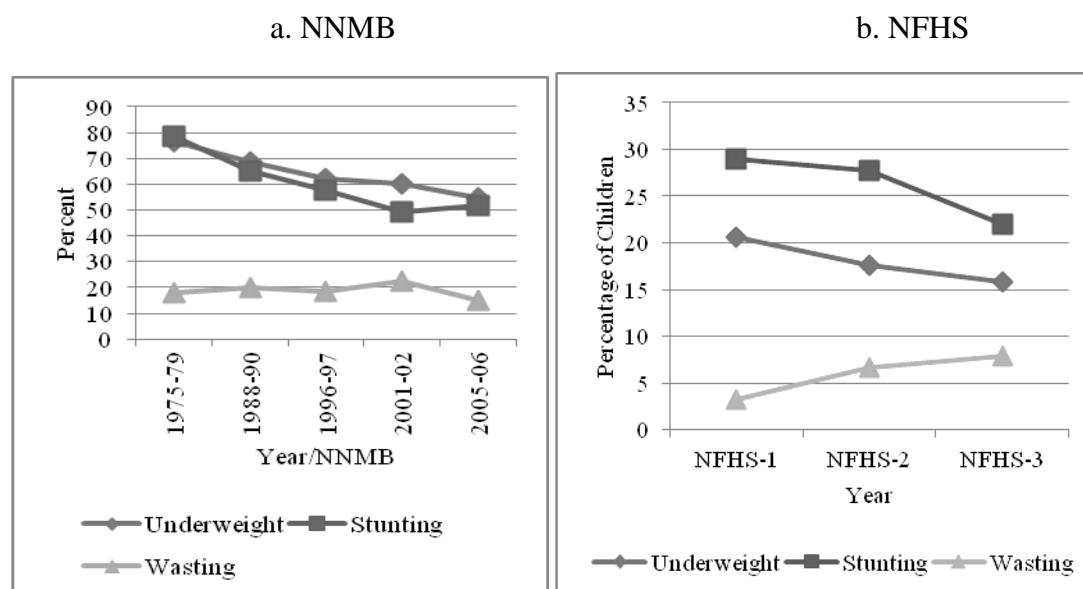 a. NNMB
Percent
90
80
70
60
50
40
30
20
10
0
1975-79
1988-90
1996-97
2001-02
2005-06
Year/NNMB
Underweight Stunting
Wasting
b. NFHS
Percentage of Children
35
30
25
20
15
10
5
0
NFHS-1 NFHS-2 NFHS-3
Year
Underweight Stunting Wasting